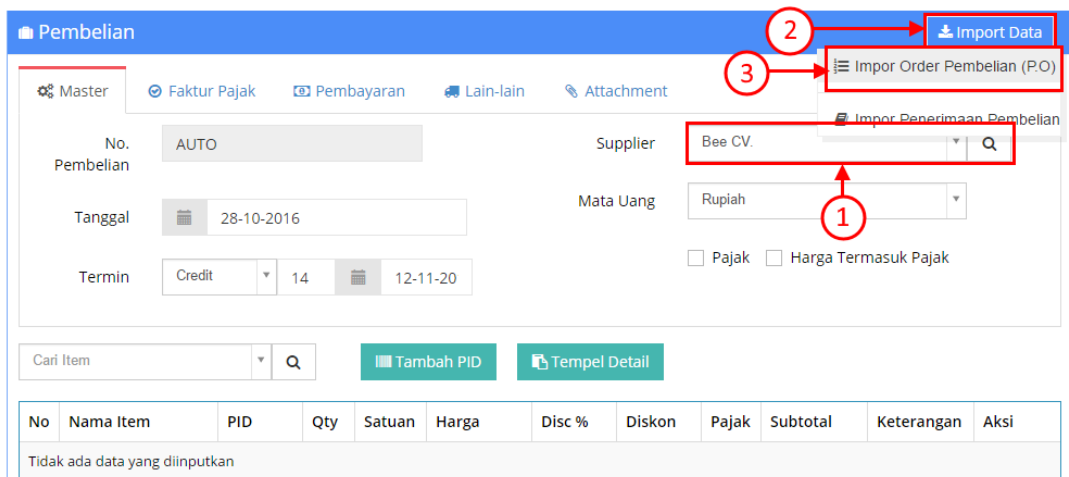 Pembelian
2
Import Data
3
Impor Order Pembelian (P.O)
Impor Penerimaan Pembelian
Master
Faktur Pajak
Pembayaran
Lain-lain
Attachment
No. Pembelian
AUTO
Supplier
Bee CV.
Tanggal
28-10-2016
Mata Uang
Rupiah
1
Termin
Credit
14
12-11-20
Pajak
Harga Termasuk Pajak
Cari Item
Tambah PID
Tempel Detail
No Nama Item PID Qty Satuan Harga Disc % Diskon Pajak Subtotal Keterangan Aksi
Tidak ada data yang diinputkan